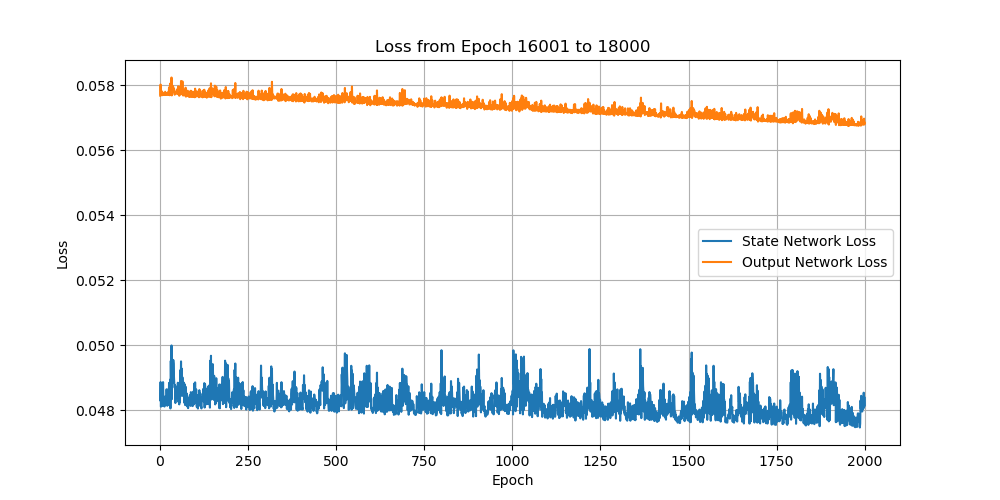 Loss from Epoch 16001 to 18000
0.058
0.056
0.054
0.052
0.050
0.048
Loss
State Network Loss
Output Network Loss
0 250 500 750 1000 1250 1500 1750 2000
Epoch